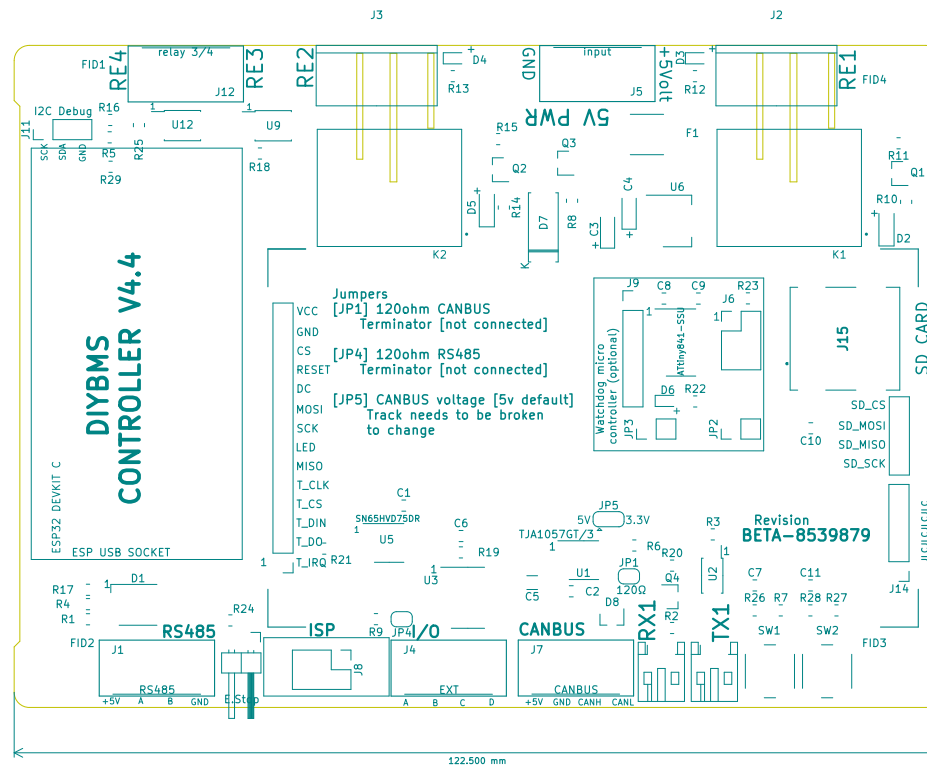 J3
J2
RE4
relay 3/4
RE3
RE2
GND
input
+5Volt
D3
RE1
FID1
J12
D4
R13
J5
R12
FID4
5V PWR
I2C Debug
R16
J11
SCK
SDA
GND
R5
R25
R29
1
U12
1
U9
R18
R15
Q3
Q2
F1
R11
Q1
R10
+
D5
R14
D7
R8
C3
+
C4
+
U6
+
D2
K2
K
K1
DIYBMS
CONTROLLER V4.4
ESP32 DEVKIT C
ESP USB SOCKET
VCC
GND
CS
RESET
DC
MOSI
SCK
LED
MISO
T_CLK
T_CS
T_DIN
T_DO
T_IRQ
Jumpers
[JP1] 120ohm CANBUS
Terminator [not connected]
[JP4] 120ohm RS485
Terminator [not connected]
[JP5] CANBUS voltage [5v default]
Track needs to be broken
to change
J9
C8
C9
R23
J6
1
1
ATtiny841-SSU
Watchdog micro
controller (optional)
D6
+
R22
JP3
JP2
J15
SD CARD
C10
SD_CS
SD_MOSI
SD_MISO
SD_SCK
C1
SN65HVD75DR
1
U5
C6
R19
1
U3
R21
1
JP5
5V
3.3V
TJA1057GT/3
1
R6
R3
1
Revision
BETA-8539879
R20
JP1
120Ω
U1
C5
C2
Q4
U2
D8
R2
C7
C11
R26
R7
R28
R27
J14
R17
R4
R1
1
D1
R24
FID2
RS485
ISP
R9
JP4
I/O
CANBUS
RX1
TX1
SW1
SW2
FID3
J1
RS485
+5V
A
B
GND
E.Stop
J8
J4
EXT
A
B
C
D
J7
CANBUS
+5V
GND
CANH
CANL
122.500 mm